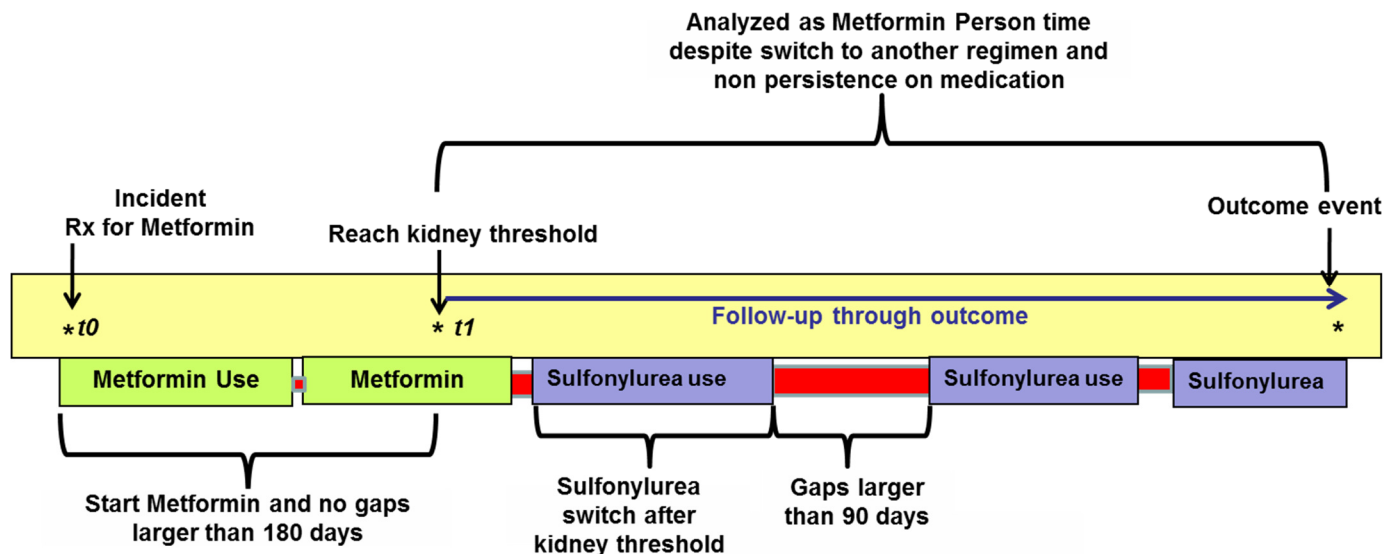 Analyzed as Metformin Person time
despite switch to another regimen and
non persistence on medication
Incident
Rx for Metformin
Reach kidney threshold
Outcome event
*t0
* t1
Follow-up through outcome
*
Metformin Use
Metformin
Sulfonylurea use
Sulfonylurea use
Sulfonylurea
Start Metformin and no gaps
larger than 180 days
Sulfonylurea
switch after
kidney threshold
Gaps larger
than 90 days